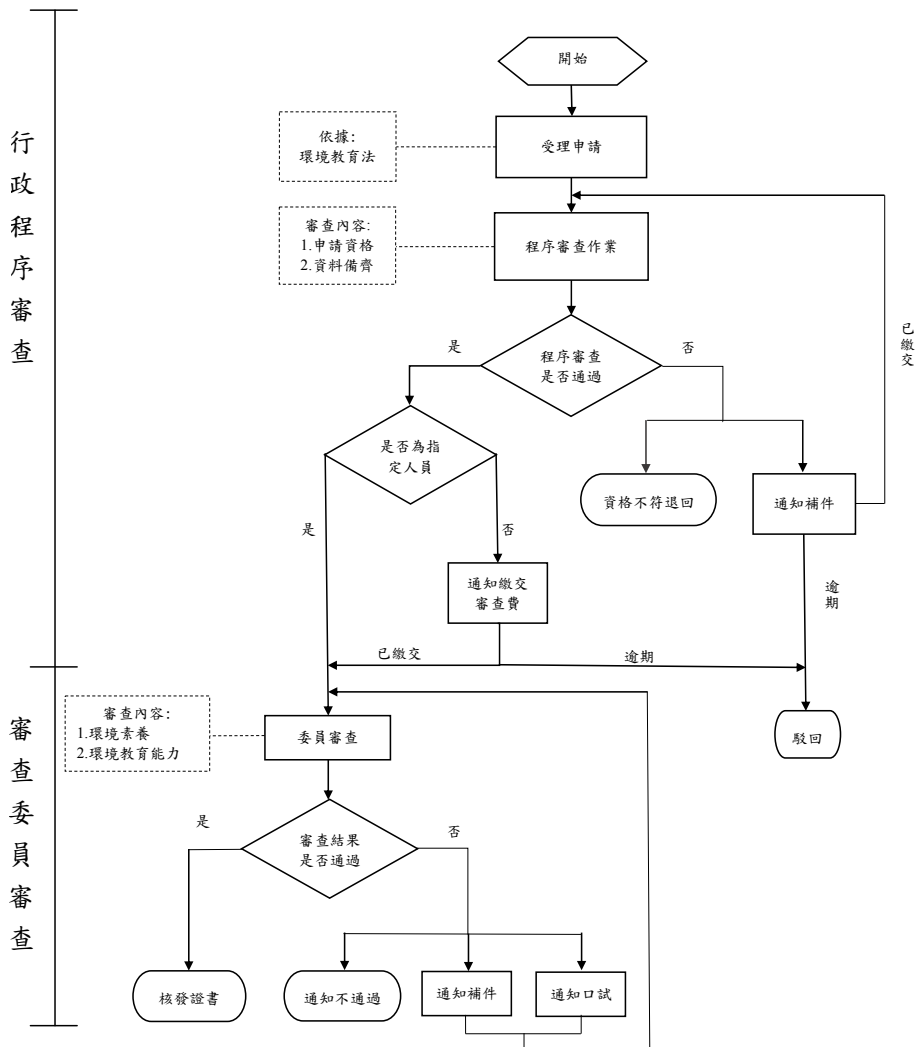 行政程序審查
開始
依據:
環境教育法
受理申請
審查內容:
1.申請資格
2.資料備齊
程序審查作業
已繳交
是
程序審查
是否通過
否
是否為指
定人員
資格不符退回
通知補件
是
否
通知繳交
審查費
逾期
已繳交
逾期
審查委員審查
審查內容:
1.環境素養
2.環境教育能力
委員審查
駁回
是
審查結果
是否通過
否
核發證書
通知不通過
通知補件
通知口試